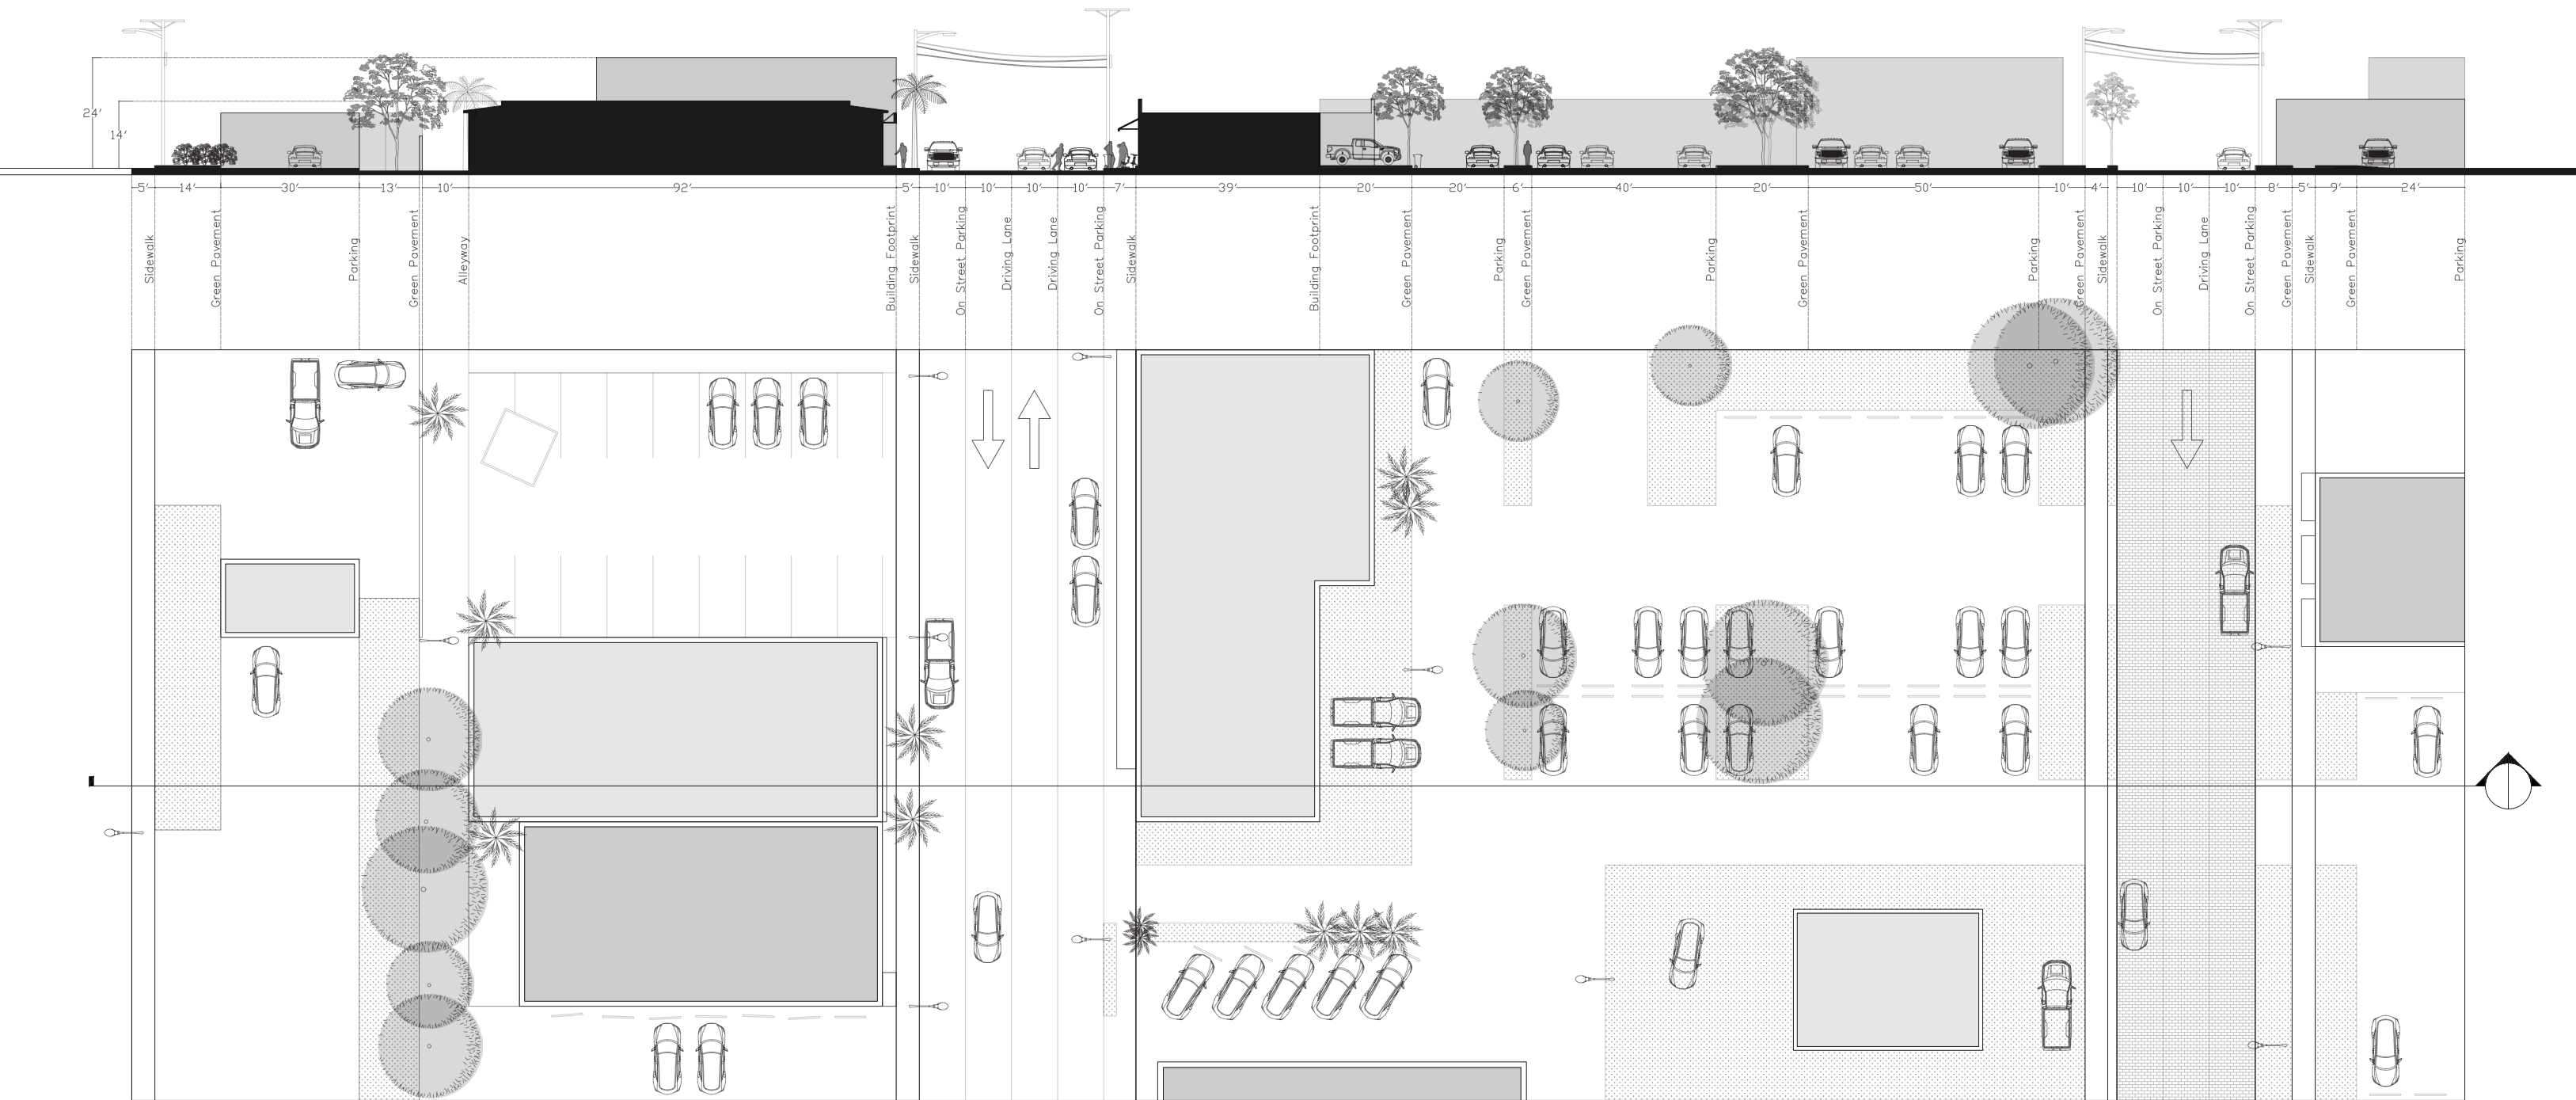 24'
14'
5' 14' 30' 13' 10' 92' 5' 10' 10' 10' 10' 7' 39' 20' 20' 6' 40' 20' 50' 10' 4' 10' 10' 10' 8' 5' 9' 24'
Sidewalk
Green Pavement
Parking
Green Pavement
Alleyway
Building Footprint
Sidewalk
On Street Parking
Driving Lane
Driving Lane
On Street Parking
Sidewalk
Building Footprint
Green Pavement
Parking
Green Pavement
Parking
Green Pavement
Parking
Green Pavement
Sidewalk
On Street Parking
Driving Lane
On Street Parking
Green Pavement
Sidewalk
Green Pavement
Parking